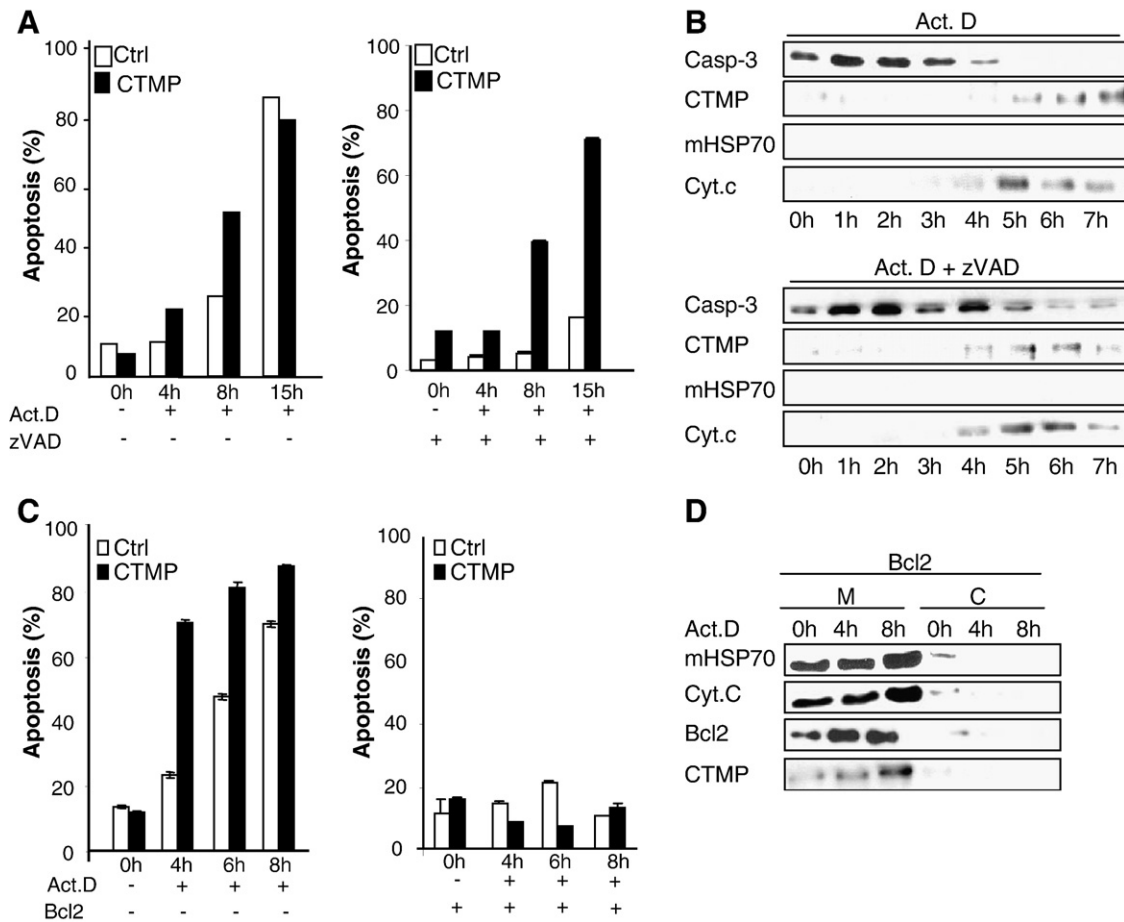 A
Apoptosis (%)
100
80
60
40
20
0
Ctrl
CTMP
0h 4h 8h 15h
Act.D - + + +
zVAD - - - -
Apoptosis (%)
100
80
60
40
20
0
Ctrl
CTMP
0h 4h 8h 15h
- + + +
+ + + +
B
Act. D
Casp-3
CTMP
mHSP70
Cyt.c
0h 1h 2h 3h 4h 5h 6h 7h
Act. D + zVAD
Casp-3
CTMP
mHSP70
Cyt.c
0h 1h 2h 3h 4h 5h 6h 7h
C
Apoptosis (%)
100
80
60
40
20
0
Ctrl
CTMP
0h 4h 6h 8h
Act.D - + + +
Bcl2 - - - -
Apoptosis (%)
100
80
60
40
20
0
Ctrl
CTMP
0h 4h 6h 8h
- + + +
+ + + +
D
Bcl2
M C
Act.D 0h 4h 8h 0h 4h 8h
mHSP70
Cyt.C
Bcl2
CTMP